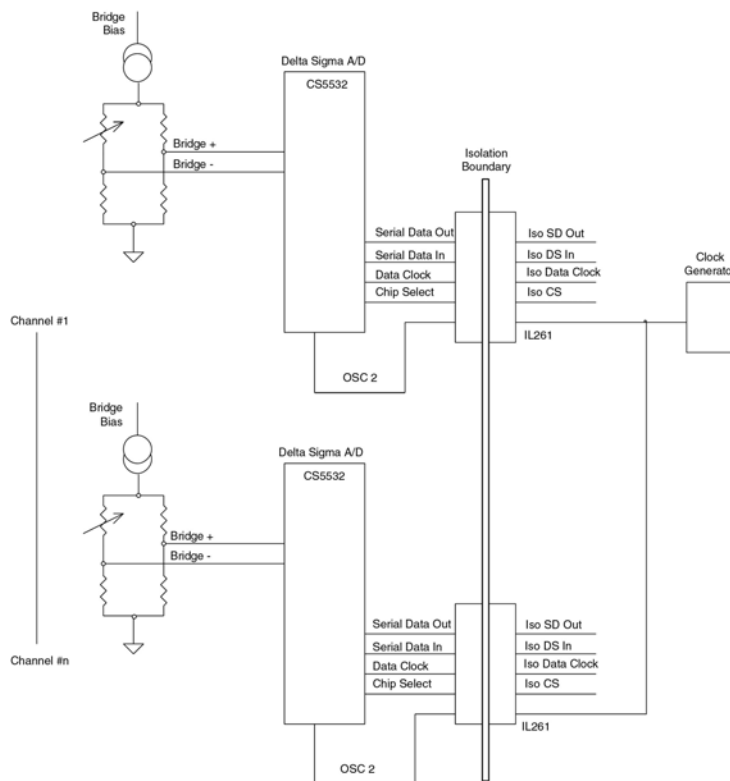 Bridge
Bias
Delta Sigma A/D
CS5532
Bridge +
Bridge -
Isolation
Boundary
Serial Data Out
Serial Data In
Data Clock
Chip Select
Iso SD Out
Iso DS In
Iso Data Clock
Iso CS
Clock
Generator
IL261
Channel #1
OSC 2
Bridge
Bias
Delta Sigma A/D
CS5532
Bridge +
Bridge -
Serial Data Out
Serial Data In
Data Clock
Chip Select
Iso SD Out
Iso DS In
Iso Data Clock
Iso CS
Channel #n
IL261
OSC 2